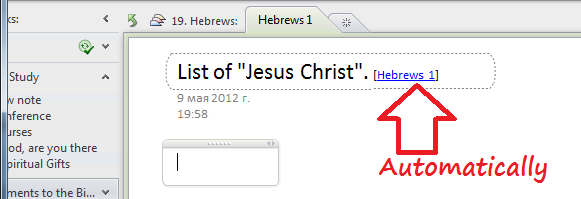 ks:
19. Hebrews:
Hebrews 1
Study
w note
nference
urses
od, are you there
piritual Gifts
ments to the Bi...
List of "Jesus Christ". [Hebrews 1]
9 мая 2012 г.
19:58
Automatically